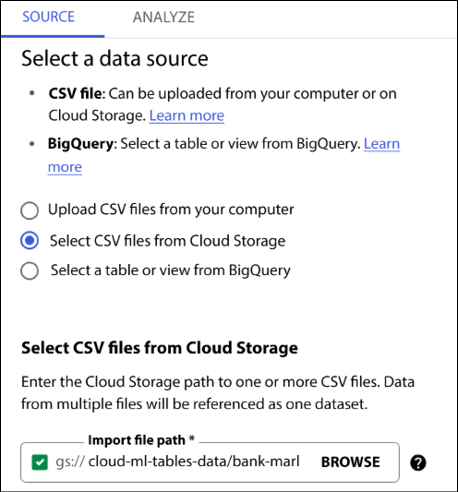 SOURCE ANALYZE
Select a data source
• CSV file: Can be uploaded from your computer or on
Cloud Storage. Learn more
• BigQuery: Select a table or view from BigQuery. Learn
more
Upload CSV files from your computer
Select CSV files from Cloud Storage
Select a table or view from BigQuery
Select CSV files from Cloud Storage
Enter the Cloud Storage path to one or more CSV files. Data
from multiple files will be referenced as one dataset.
Import file path *
gs:// cloud-ml-tables-data/bank-marl BROWSE ?